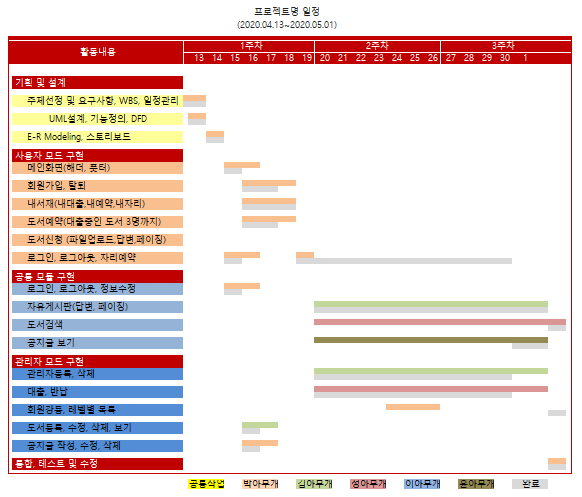 프로젝트명 일정
(2020.04.13~2020.05.01)
활동내용 1주차 2주차 3주차
13 14 15 16 17 18 19 20 21 22 23 24 25 26 27 28 29 30 1
기획 및 설계
주제선정 및 요구사항, WBS, 일정관리
UML설계, 기능정의, DFD
E-R Modeling, 스토리보드
사용자 모드 구현
메인화면(해더, 풋터)
회원가입, 탈퇴
내서재(내대출,내예약,내자리)
도서예약(대출중인 도서 3명까지)
도서신청 (파일업로드,답변,페이징)
로그인, 로그아웃, 자리예약
공통 모듈 구현
로그인, 로그아웃, 정보수정
자유게시판(답변, 페이징)
도서검색
공지글 보기
관리자 모드 구현
관리자등록, 삭제
대출, 반납
회원강등, 레벨별 목록
도서등록, 수정, 삭제, 보기
공지글 작성, 수정, 삭제
통합, 테스트 및 수정
공통작업 박아무개 김아무개 성아무개 이아무개 윤아무개 완료